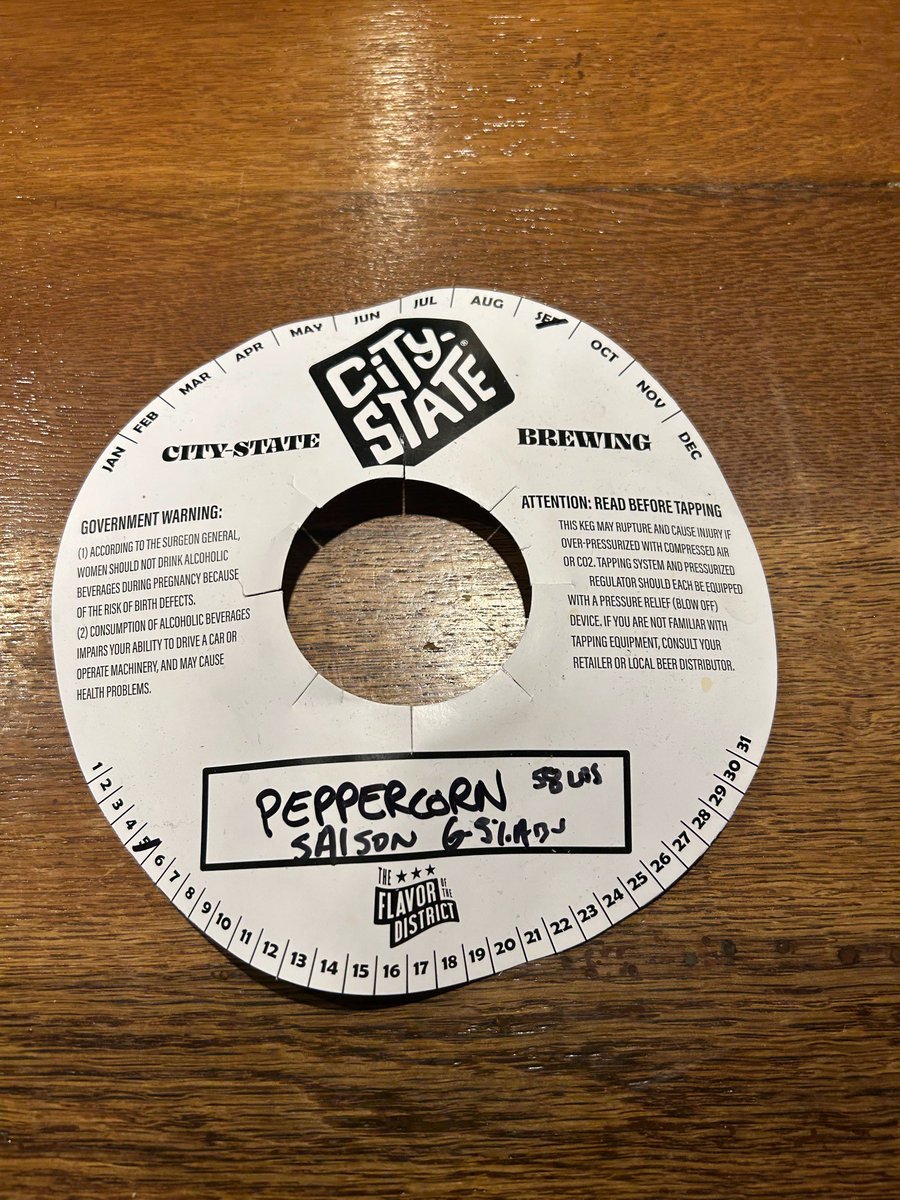 JAN FEB MAR APR MAY JUN JUL AUG SEP OCT NOV DEC
CITY-
STATE®
CITY-STATE BREWING
GOVERNMENT WARNING:
(1) ACCORDING TO THE SURGEON GENERAL,
WOMEN SHOULD NOT DRINK ALCOHOLIC
BEVERAGES DURING PREGNANCY BECAUSE
OF THE RISK OF BIRTH DEFECTS.
(2) CONSUMPTION OF ALCOHOLIC BEVERAGES
IMPAIRS YOUR ABILITY TO DRIVE A CAR OR
OPERATE MACHINERY, AND MAY CAUSE
HEALTH PROBLEMS.
ATTENTION: READ BEFORE TAPPING
THIS KEG MAY RUPTURE AND CAUSE INJURY IF
OVER-PRESSURIZED WITH COMPRESSED AIR
OR CO2. TAPPING SYSTEM AND PRESSURIZED
REGULATOR SHOULD EACH BE EQUIPPED
WITH A PRESSURE RELIEF (BLOW OFF)
DEVICE. IF YOU ARE NOT FAMILIAR WITH
TAPPING EQUIPMENT, CONSULT YOUR
RETAILER OR LOCAL BEER DISTRIBUTOR.
PEPPERCORN
SAISON
THE
FLAVOR OF THE
DISTRICT
1 2 3 4 5 6 7 8 9 10 11 12 13 14 15 16 17 18 19 20 21 22 23 24 25 26 27 28 29 30 31